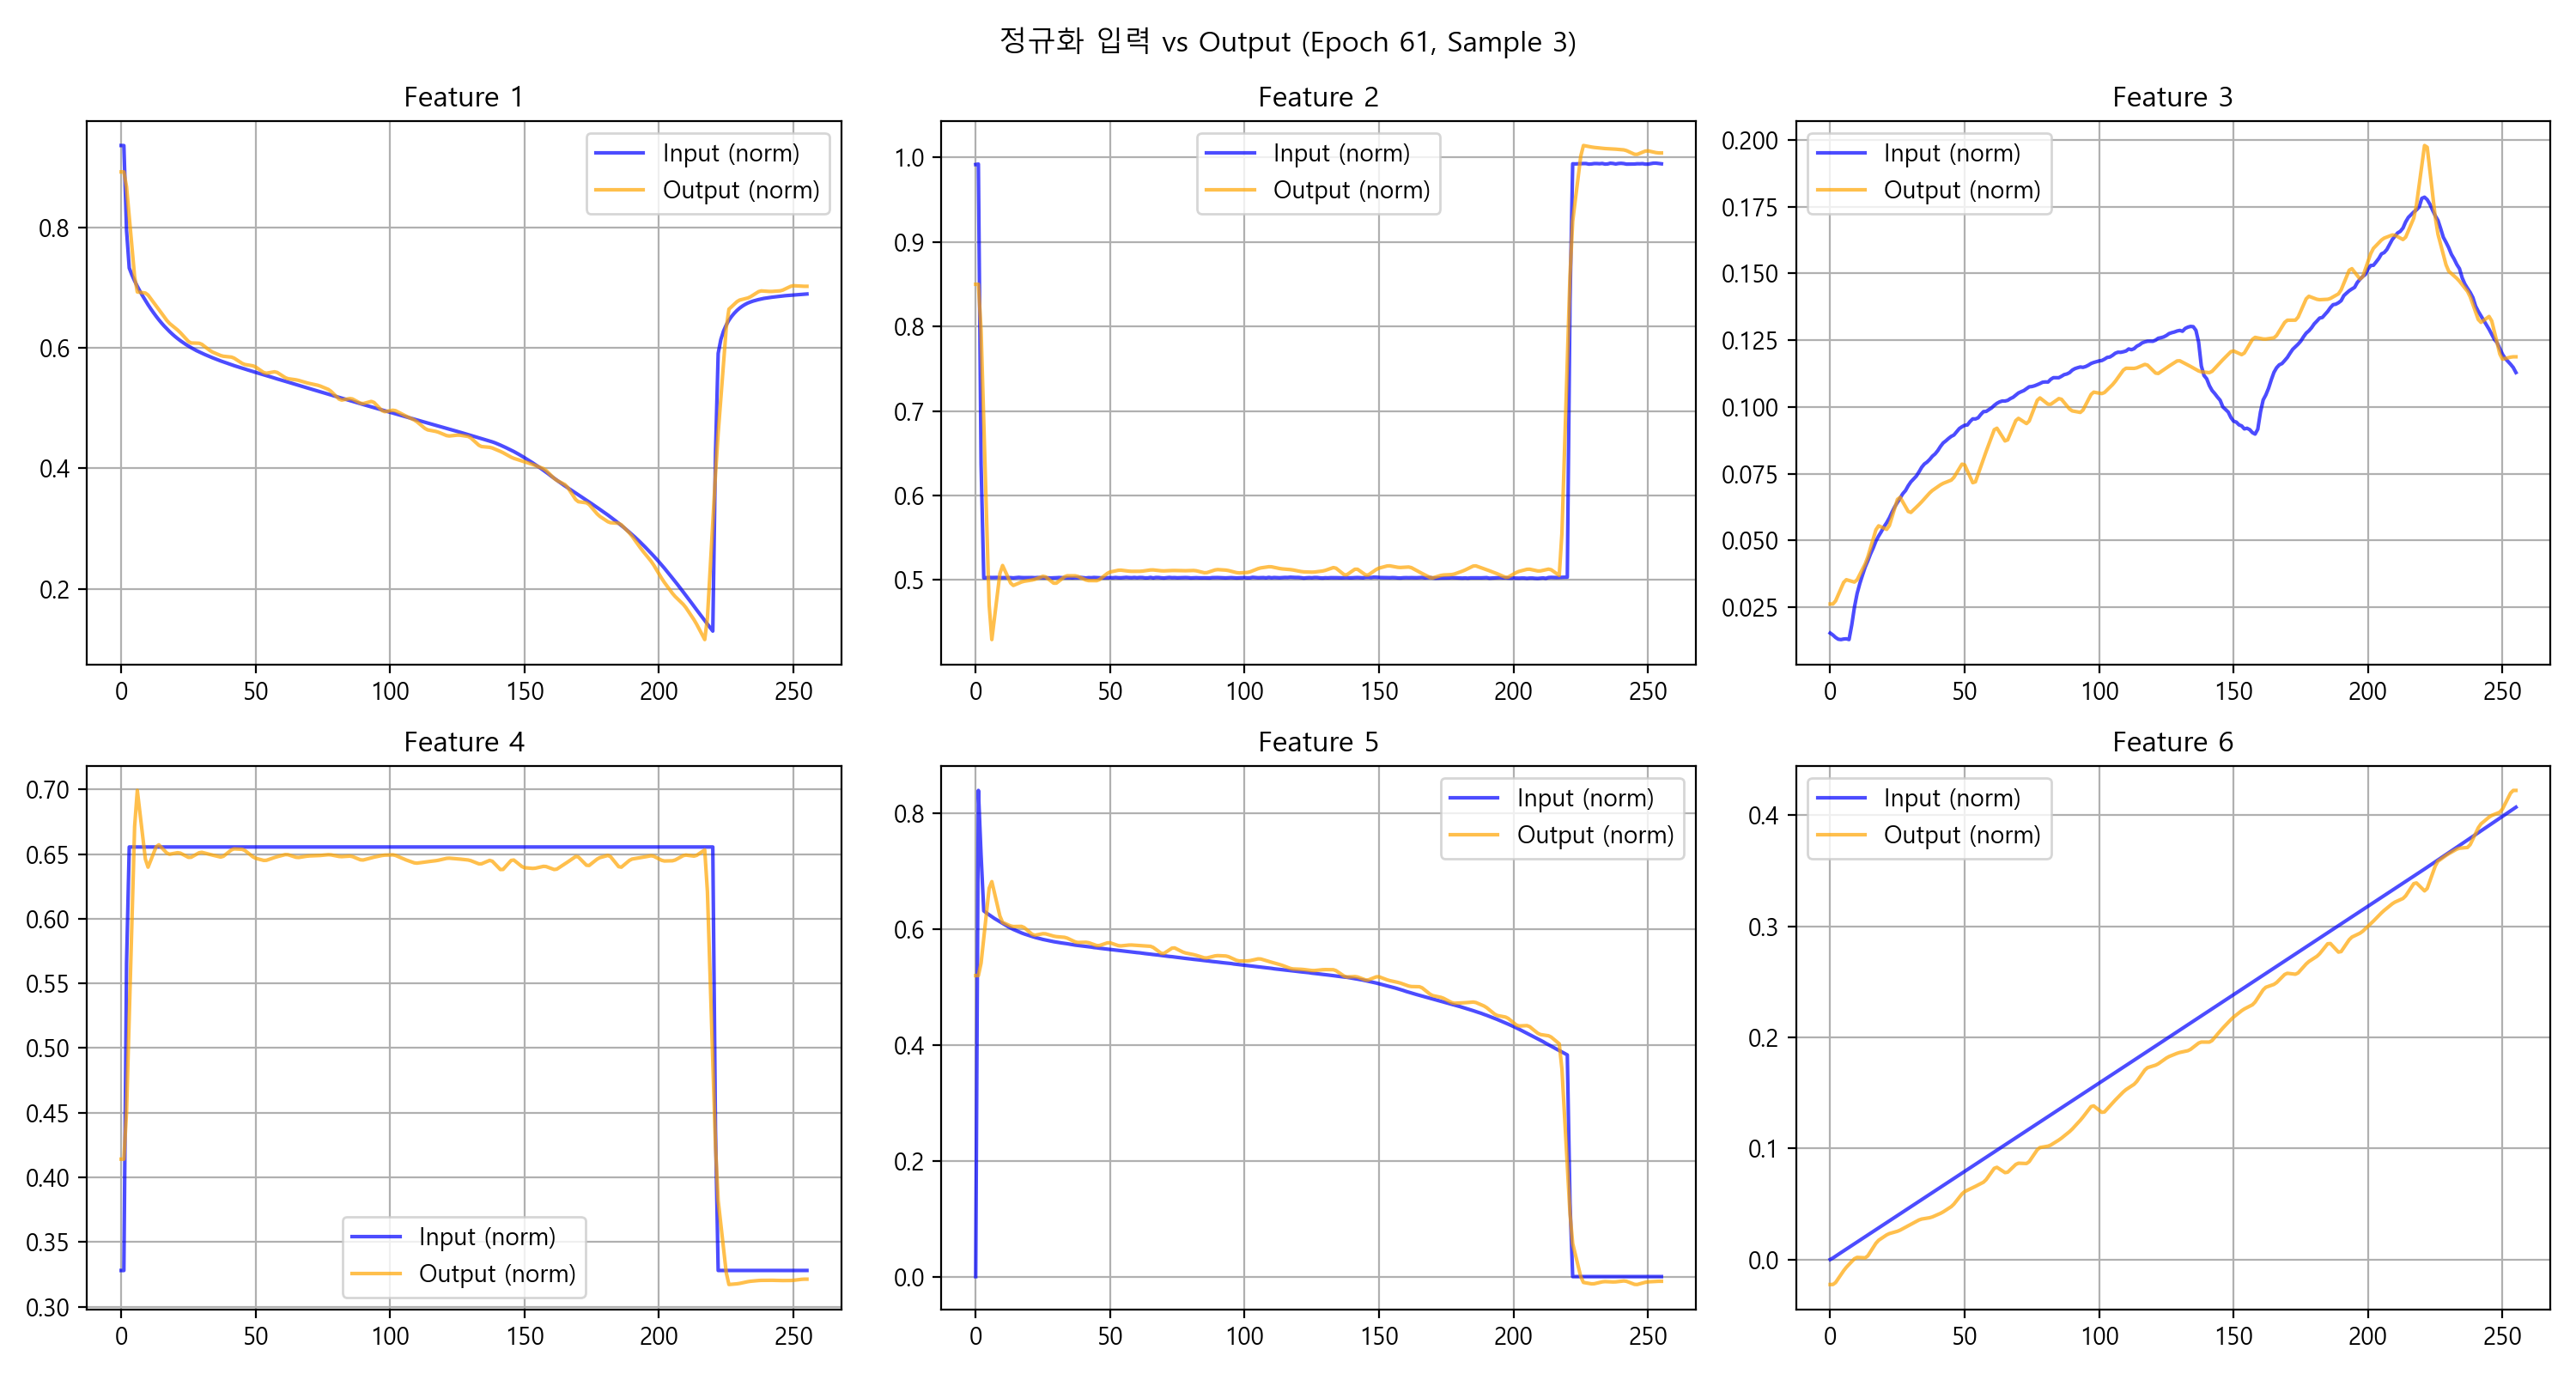 정규화 입력 vs Output (Epoch 61, Sample 3)
Feature 1
Input (norm)
Output (norm)
0.8
0.6
0.4
0.2
0 50 100 150 200 250
Feature 2
Input (norm)
Output (norm)
1.0
0.9
0.8
0.7
0.6
0.5
0 50 100 150 200 250
Feature 3
Input (norm)
Output (norm)
0.200
0.175
0.150
0.125
0.100
0.075
0.050
0.025
0 50 100 150 200 250
Feature 4
0.70
0.65
0.60
0.55
0.50
0.45
0.40
0.35
0.30
Input (norm)
Output (norm)
0 50 100 150 200 250
Feature 5
Input (norm)
Output (norm)
0.8
0.6
0.4
0.2
0.0
0 50 100 150 200 250
Feature 6
Input (norm)
Output (norm)
0.4
0.3
0.2
0.1
0.0
0 50 100 150 200 250